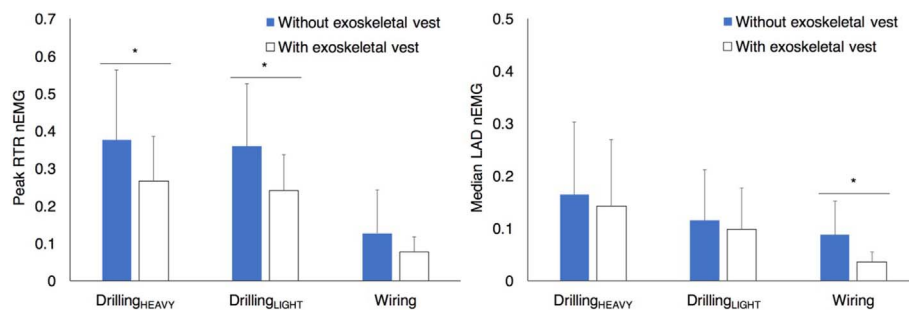 0.7
0.6
0.5
0.4
0.3
0.2
0.1
0
Peak RTR nEMG
Without exoskeletal vest
With exoskeletal vest
*
*
DrillingHEAVY
DrillingLIGHT
Wiring
0.5
0.4
0.3
0.2
0.1
0
Median LAD nEMG
Without exoskeletal vest
With exoskeletal vest
*
DrillingHEAVY
DrillingLIGHT
Wiring